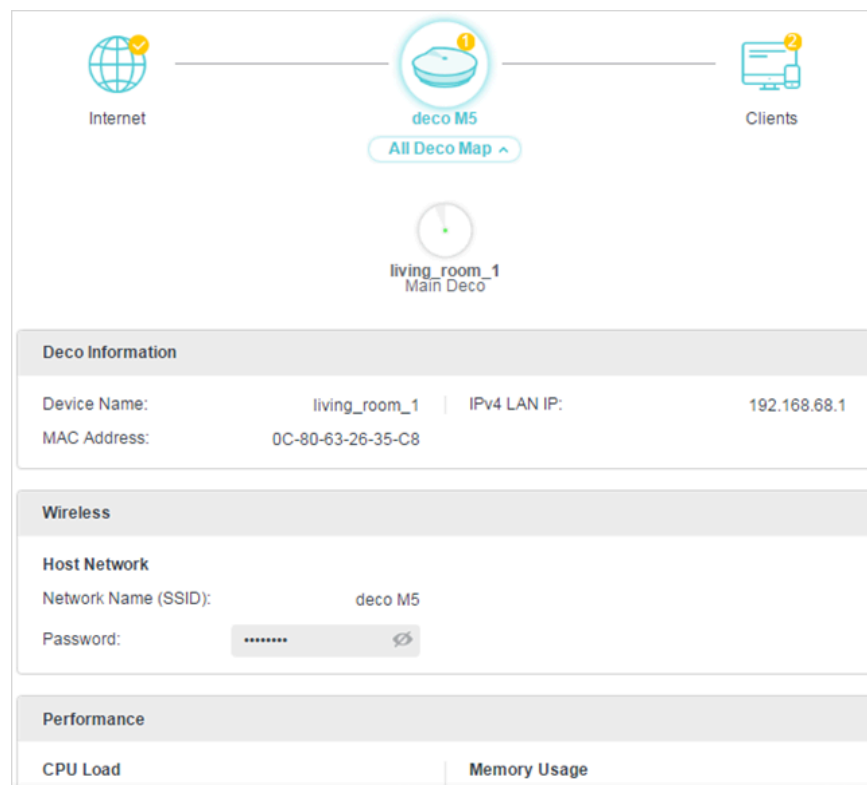 1
2
Internet
deco M5
Clients
All Deco Map
living_room_1
Main Deco
Deco Information
Device Name: living_room_1 IPv4 LAN IP: 192.168.68.1
MAC Address: 0C-80-63-26-35-C8
Wireless
Host Network
Network Name (SSID): deco M5
Password: ••••••••
Performance
CPU Load Memory Usage